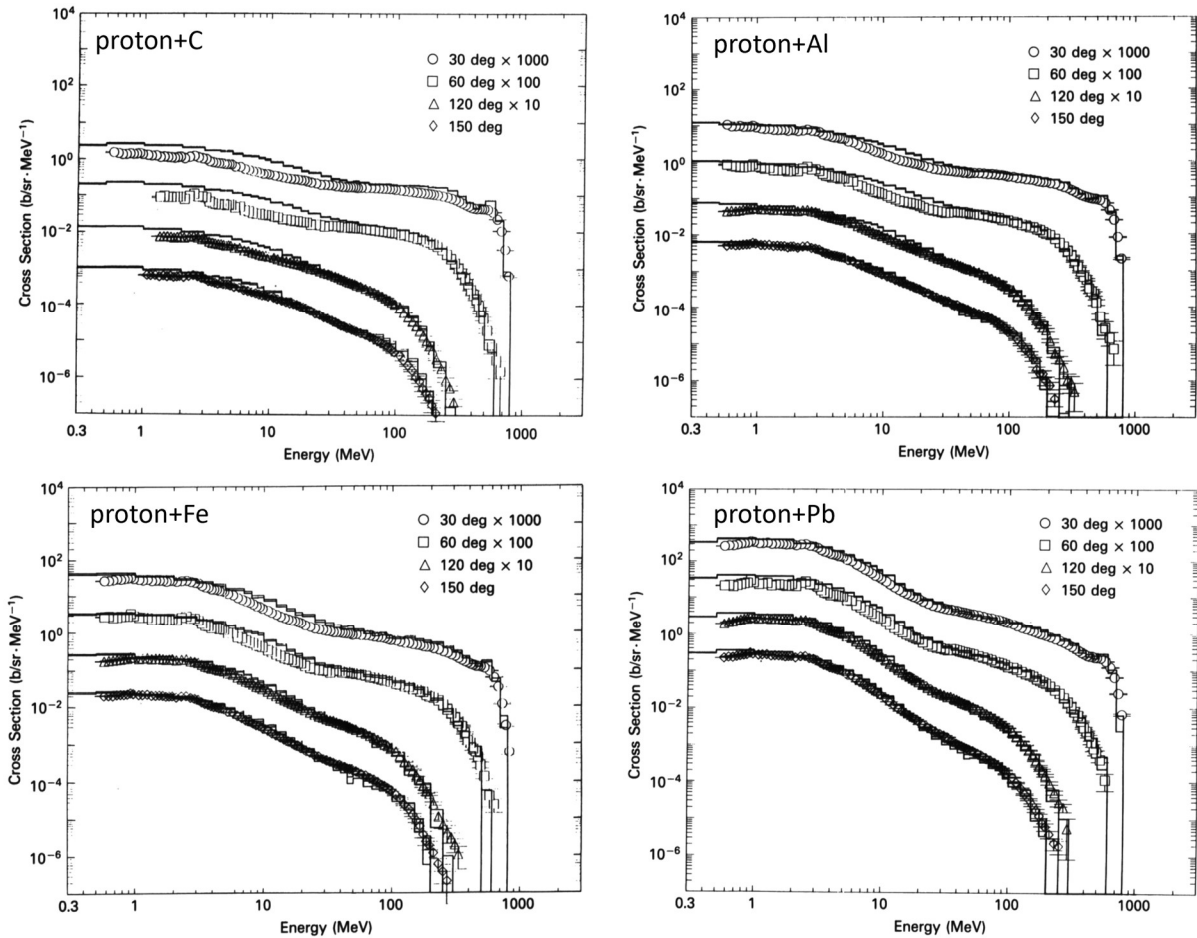 proton+C
10⁴
○ 30 deg × 1000
□ 60 deg × 100
△ 120 deg × 10
◇ 150 deg
10²
10⁰
10⁻²
10⁻⁴
10⁻⁶
Cross Section (b/sr·MeV⁻¹)
0.3 1 10 100 1000
Energy (MeV)
proton+Al
10⁴
○ 30 deg × 1000
□ 60 deg × 100
△ 120 deg × 10
◇ 150 deg
10²
10⁰
10⁻²
10⁻⁴
10⁻⁶
Cross Section (b/sr·MeV⁻¹)
0.3 1 10 100 1000
Energy (MeV)
proton+Fe
10⁴
○ 30 deg × 1000
□ 60 deg × 100
△ 120 deg × 10
◇ 150 deg
10²
10⁰
10⁻²
10⁻⁴
10⁻⁶
Cross Section (b/sr·MeV⁻¹)
0.3 1 10 100 1000
Energy (MeV)
proton+Pb
10⁴
○ 30 deg × 1000
□ 60 deg × 100
△ 120 deg × 10
◇ 150 deg
10²
10⁰
10⁻²
10⁻⁴
10⁻⁶
Cross Section (b/sr·MeV⁻¹)
0.3 1 10 100 1000
Energy (MeV)